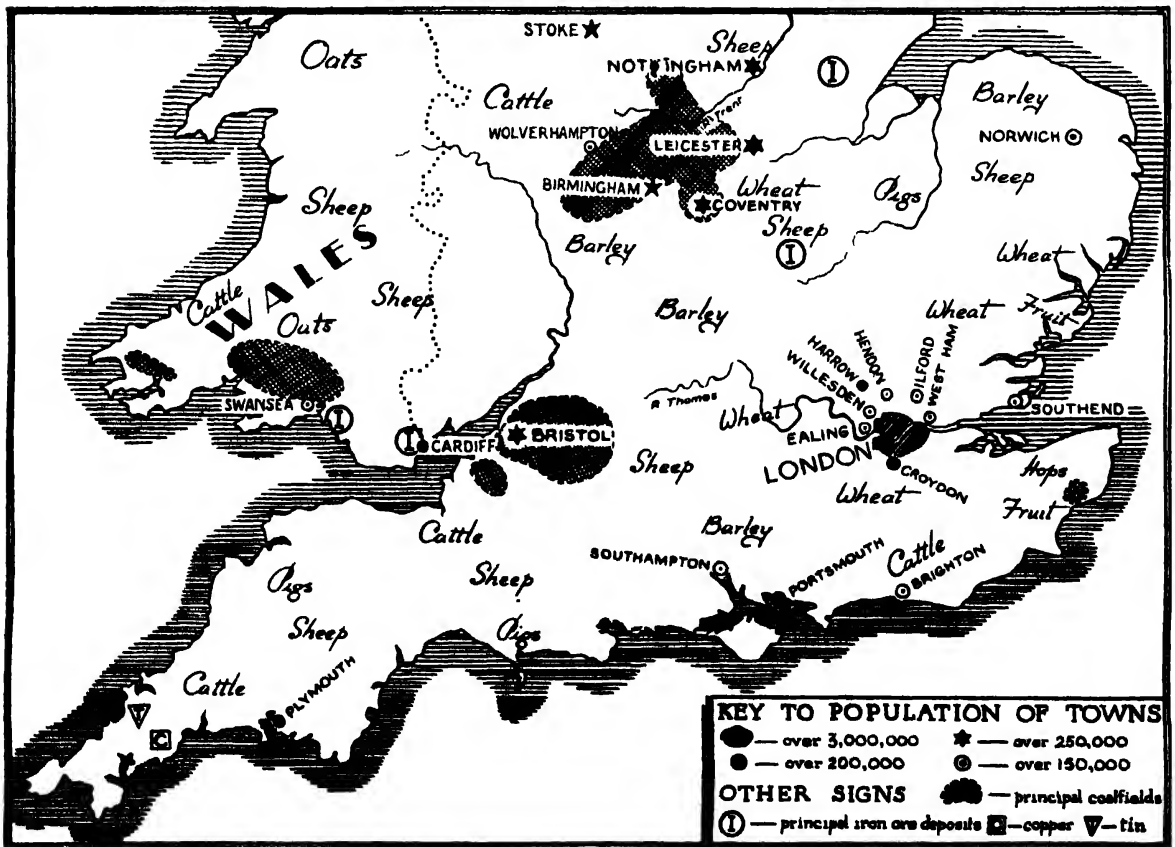 STOKE
Sheep
Oats
NOTTINGHAM
I
Cattle
Barley
R Trent
WOLVERHAMPTON
NORWICH
LEICESTER
Sheep
BIRMINGHAM
Wheat
Pigs
COVENTRY
Sheep
Sheep
I
Barley
WALES
Wheat
Cattle
Sheep
Oats
Barley
Wheat
Fruit
HENDON
HARROW
ILFORD
WEST HAM
WILLESDEN
R Thames
SWANSEA
I
Wheat
SOUTHEND
EALING
I
CARDIFF
BRISTOL
LONDON
Sheep
Hops
CROYDON
Wheat
Fruit
Cattle
Barley
SOUTHAMPTON
PORTSMOUTH
Cattle
BRIGHTON
Pigs
Sheep
Sheep
Pigs
Cattle
PLYMOUTH
T
C
KEY TO POPULATION OF TOWNS
— over 3,000,000 — over 250,000
— over 200,000 — over 150,000
OTHER SIGNS — principal coalfields
I — principal iron ore deposits C — copper T — tin